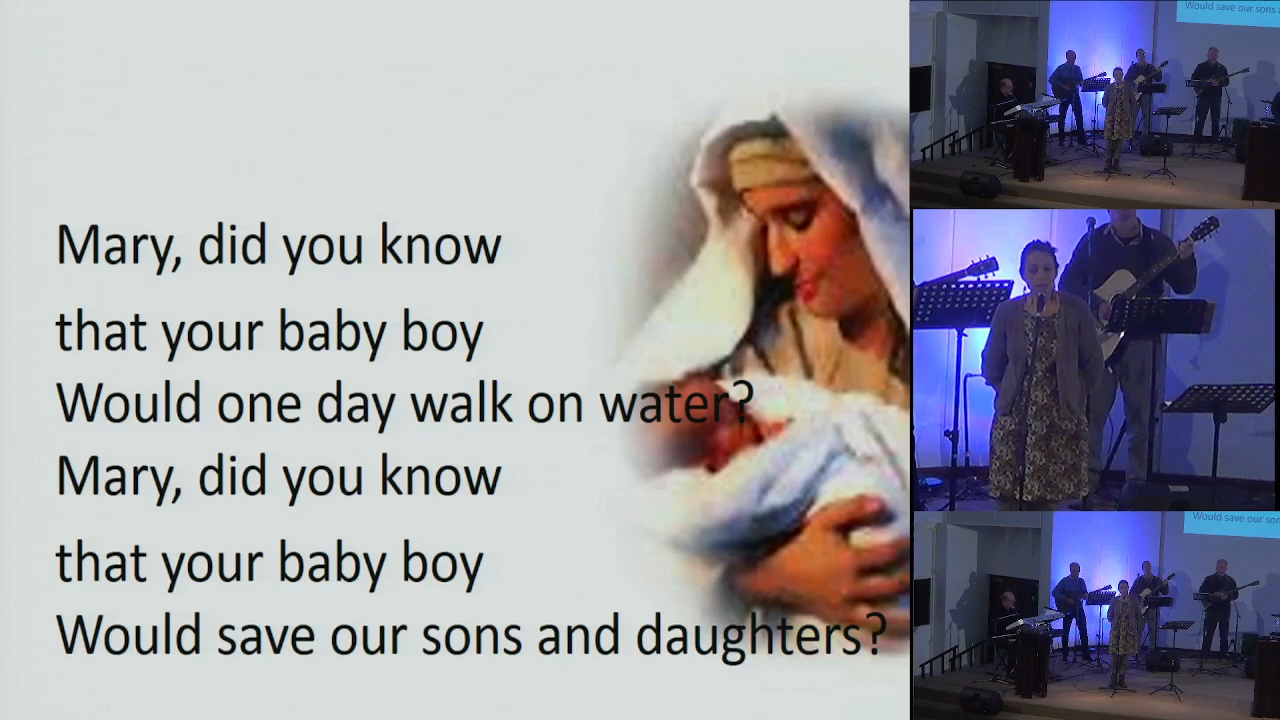 Mary, did you know
that your baby boy
Would one day walk on water?
Mary, did you know
that your baby boy
Would save our sons and daughters?
Would save our sons
Would save our sons